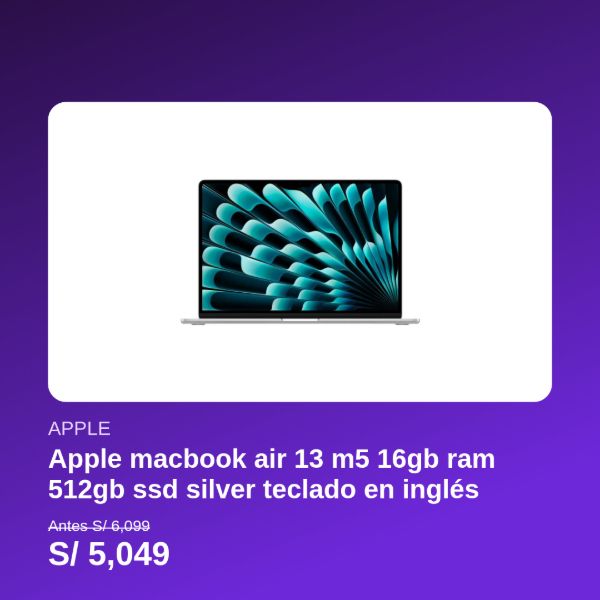 APPLE
Apple macbook air 13 m5 16gb ram
512gb ssd silver teclado en inglés
Antes S/ 6,099
S/ 5,049